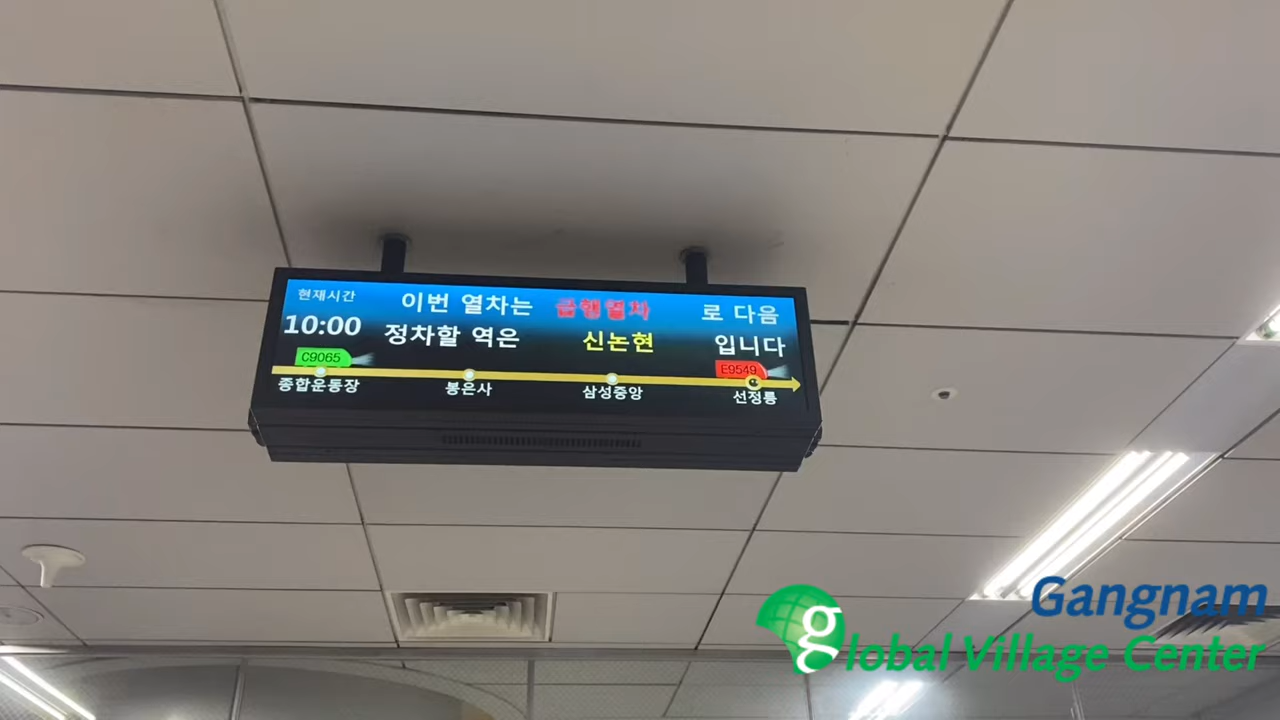 현재시간
10:00
이번 열차는 급행열차 로 다음
정차할 역은 신논현 입니다
C9065
E9549
종합운동장 봉은사 삼성중앙 선정릉
Gangnam
global Village Center